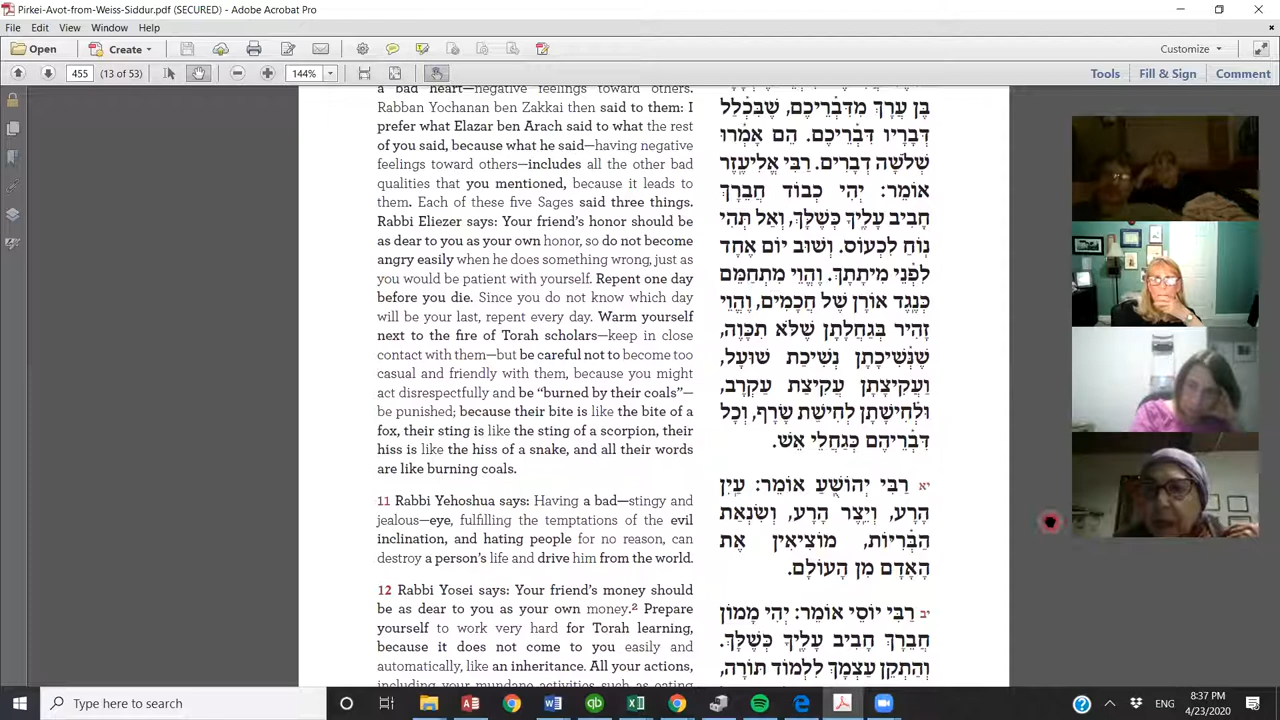 Pirkei-Avot-from-Weiss-Siddur.pdf (SECURED) - Adobe Acrobat Pro
File Edit View Window Help
Open Create Customize
455 (13 of 53) 144% Tools Fill & Sign Comment
a bad heart—negative feelings toward others.
Rabban Yochanan ben Zakkai then said to them: I
prefer what Elazar ben Arach said to what the rest
of you said, because what he said—having negative
feelings toward others—includes all the other bad
qualities that you mentioned, because it leads to
them. Each of these five Sages said three things.
Rabbi Eliezer says: Your friend's honor should be
as dear to you as your own honor, so do not become
angry easily when he does something wrong, just as
you would be patient with yourself. Repent one day
before you die. Since you do not know which day
will be your last, repent every day. Warm yourself
next to the fire of Torah scholars—keep in close
contact with them—but be careful not to become too
casual and friendly with them, because you might
act disrespectfully and be “burned by their coals”—
be punished; because their bite is like the bite of a
fox, their sting is like the sting of a scorpion, their
hiss is like the hiss of a snake, and all their words
are like burning coals.
11 Rabbi Yehoshua says: Having a bad—stingy and
jealous—eye, fulfilling the temptations of the evil
inclination, and hating people for no reason, can
destroy a person's life and drive him from the world.
12 Rabbi Yosei says: Your friend's money should
be as dear to you as your own money.² Prepare
yourself to work very hard for Torah learning,
because it does not come to you easily and
automatically, like an inheritance. All your actions,
including your mundane activities such as eating
בֶּן עֲרָךְ מִדִּבְרֵיכֶם, שֶׁבִּכְלַל
דְּבָרָיו דִּבְרֵיכֶם. הֵם אָמְרוּ
שְׁלֹשָׁה דְבָרִים. רַבִּי אֱלִיעֶזֶר
אוֹמֵר: יְהִי כְבוֹד חֲבֵרָךְ
חָבִיב עָלֶיךָ כְּשֶׁלָּךְ, וְאַל תְּהִי
נְוֹחַ לִכְעוֹס. וְשׁוּב יוֹם אֶחָד
לִפְנֵי מִיתָתָךְ. וֶהֱוֵי מִתְחַמֵּם
כְּנֶגֶד אוּרָן שֶׁל חֲכָמִים, וֶהֱוֵי
זָהִיר בְּגַחַלְתָּן שֶׁלֹּא תִכָּוֶה,
שֶׁנְּשִׁיכָתָן נְשִׁיכַת שׁוּעָל,
וַעֲקִיצָתָן עֲקִיצַת עַקְרָב,
וּלְחִישָׁתָן לְחִישַׁת שָׂרָף, וְכָל
דִּבְרֵיהֶם כְּגַחֲלֵי אֵשׁ.
יא רַבִּי יְהוֹשֻׁעַ אוֹמֵר: עַיִן
הָרָע, וְיֵצֶר הָרָע, וְשִׂנְאַת
הַבְּרִיּוֹת, מוֹצִיאִין אֶת
הָאָדָם מִן הָעוֹלָם.
יב רַבִּי יוֹסֵי אוֹמֵר: יְהִי מָמוֹן
חֲבֵרָךְ חָבִיב עָלֶיךָ כְּשֶׁלָּךְ.
וְהַתְקֵן עַצְמָךְ לִלְמוֹד תּוֹרָה,
Type here to search ENG 8:37 PM
4/23/2020